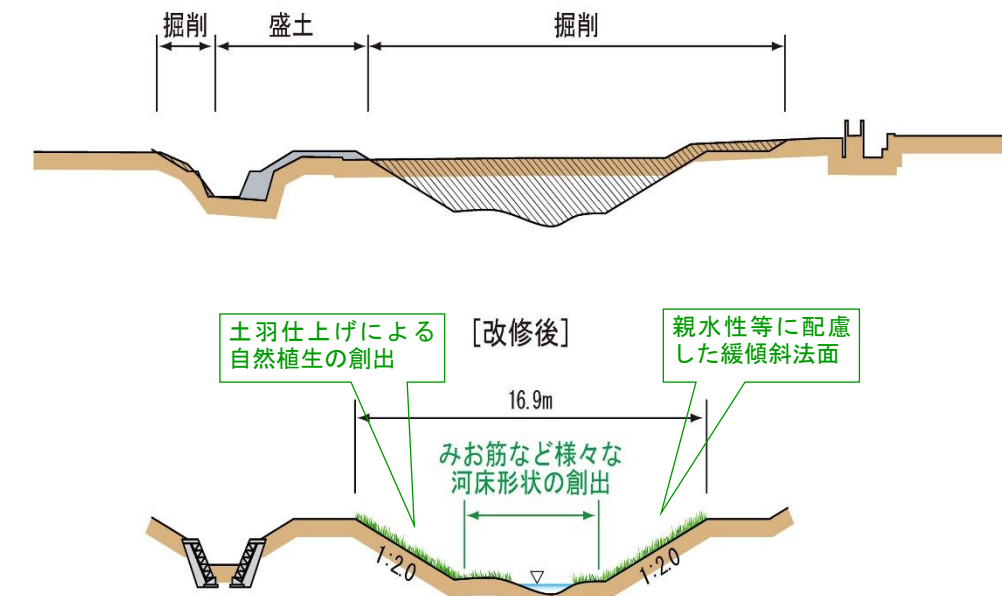 掘削
盛土
掘削
土羽仕上げによる
自然植生の創出
[改修後]
親水性等に配慮
した緩傾斜法面
16.9m
みお筋など様々な
河床形状の創出
1:2.0
1:2.0